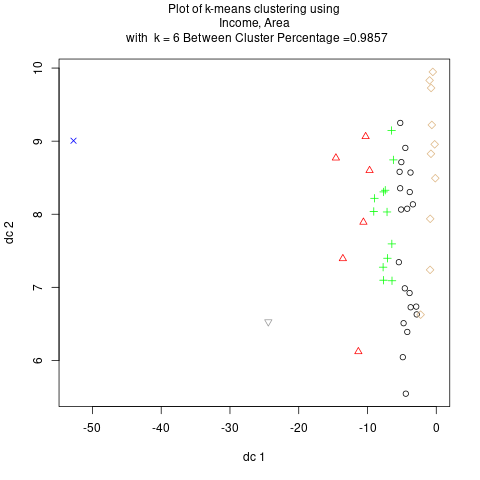 Plot of k-means clustering using
Income, Area
with k = 6 Between Cluster Percentage =0.9857
10
9
8
7
6
dc 2
-50
-40
-30
-20
-10
0
dc 1